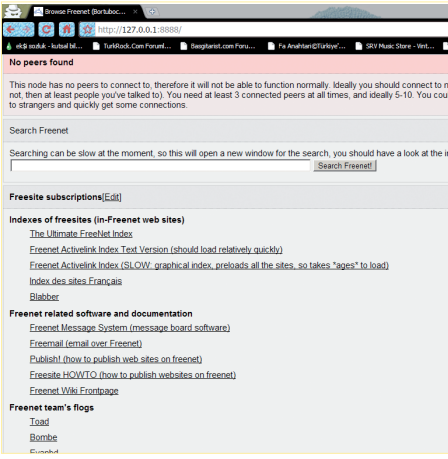 Browse Freenet (Bortuboc...
http://127.0.0.1:8888/
ekşi sozluk - kutsal bil... TurkRock.Com Foruml... Basgitarist.com Foru... Fa Anahtari©Türkiye'... SRV Music Store - Vint...
No peers found
This node has no peers to connect to, therefore it will not be able to function normally. Ideally you should connect to
not, then at least people you've talked to). You need at least 3 connected peers at all times, and ideally 5-10. You cou
to strangers and quickly get some connections.
Search Freenet
Searching can be slow at the moment, so this will open a new window for the search, you should have a look at the
Search Freenet!
Freesite subscriptions[Edit]
Indexes of freesites (in-Freenet web sites)
The Ultimate FreeNet Index
Freenet Activelink Index Text Version (should load relatively quickly)
Freenet Activelink Index (SLOW: graphical index, preloads all the sites, so takes *ages* to load)
Index des sites Français
Blabber
Freenet related software and documentation
Freenet Message System (message board software)
Freemail (email over Freenet)
Publish! (how to publish web sites on freenet)
Freesite HOWTO (how to publish websites on freenet)
Freenet Wiki Frontpage
Freenet team's flogs
Toad
Bombe